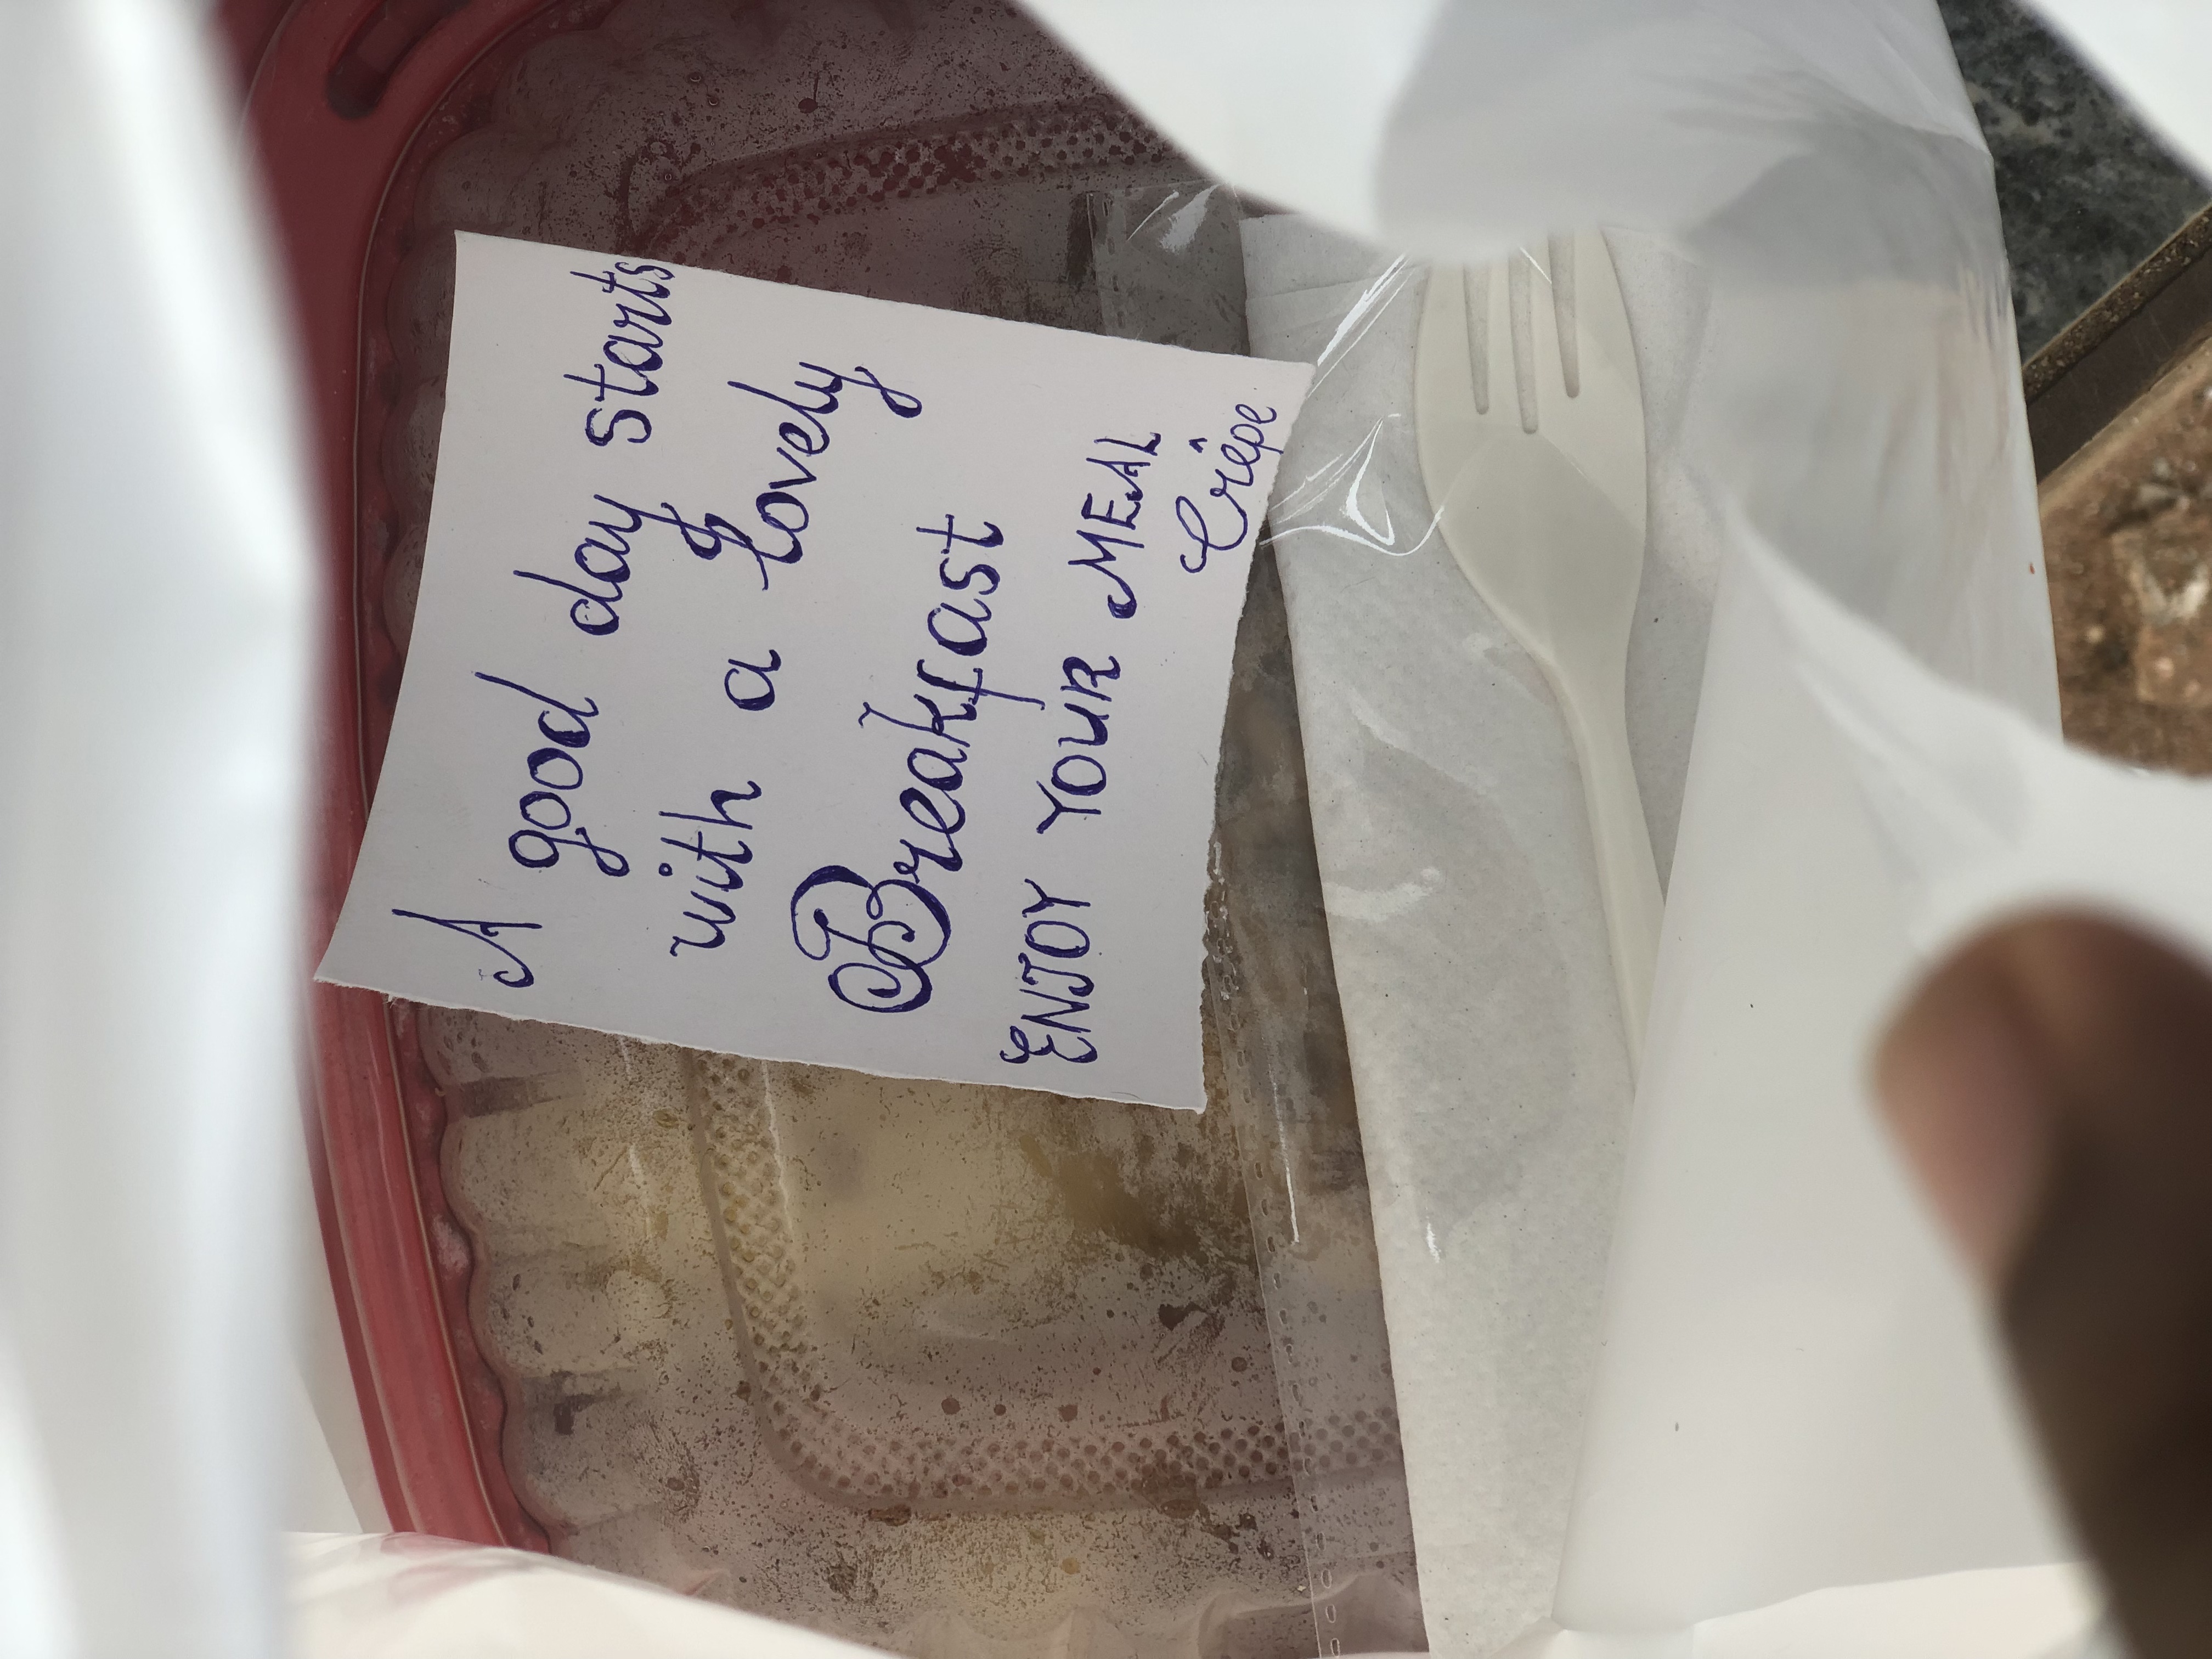 A good day starts
with a lovely
Breakfast
ENJOY YOUR MEAL
Crêpe